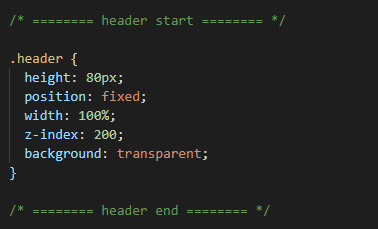 /* ======== header start ======== */
.header {
height: 80px;
position: fixed;
width: 100%;
z-index: 200;
background: transparent;
}
/* ======== header end ======== */